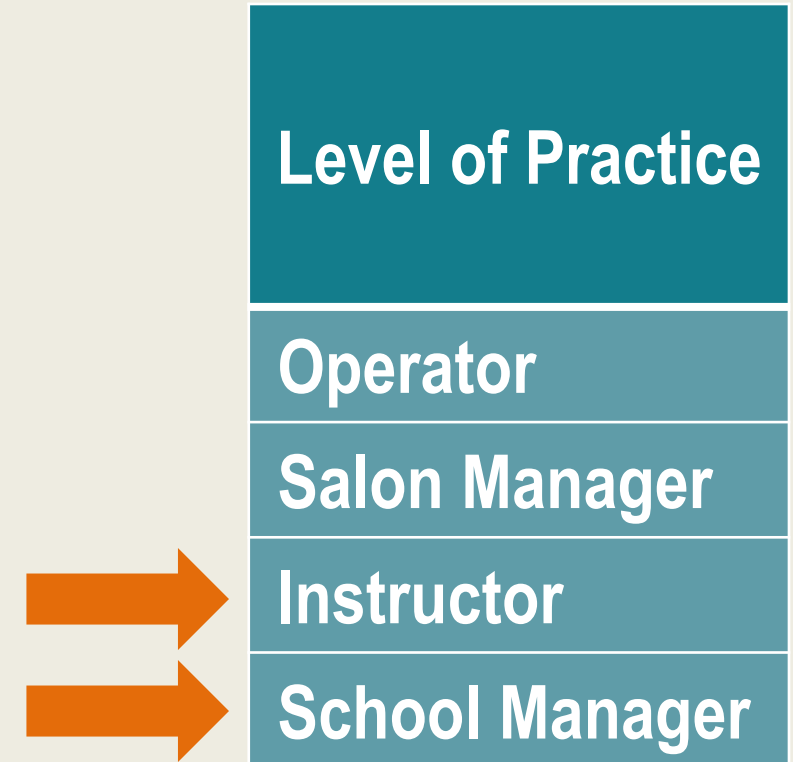 Level of Practice
Operator
Salon Manager
Instructor
School Manager